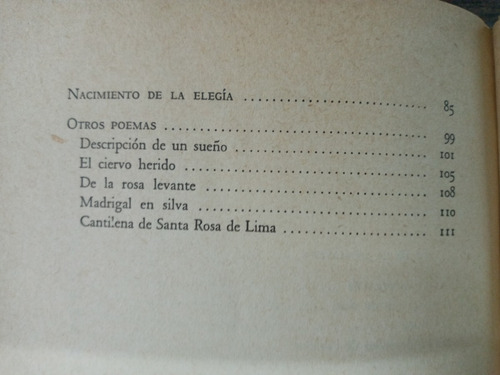 NACIMIENTO DE LA ELEGÍA .......................... 85
OTROS POEMAS .......................... 99
Descripción de un sueño .......................... 101
El ciervo herido .......................... 105
De la rosa levante .......................... 108
Madrigal en silva .......................... 110
Cantilena de Santa Rosa de Lima .................. 111